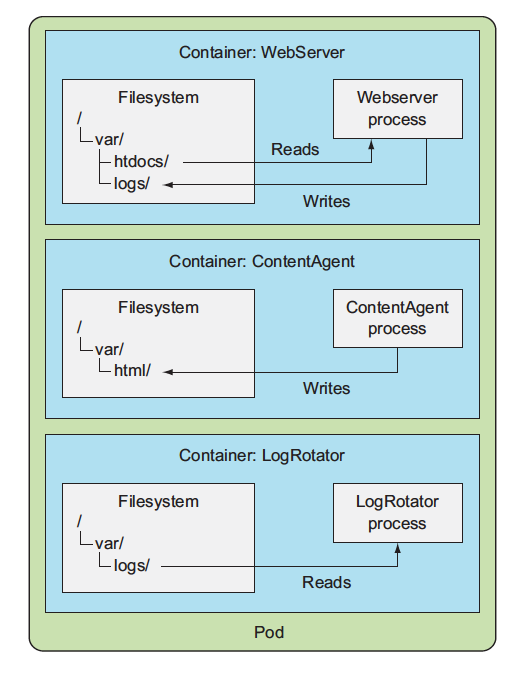 Container: WebServer
Filesystem
/
var/
htdocs/
logs/
Webserver
process
Reads
Writes
Container: ContentAgent
Filesystem
/
var/
html/
ContentAgent
process
Writes
Container: LogRotator
Filesystem
/
var/
logs/
LogRotator
process
Reads
Pod